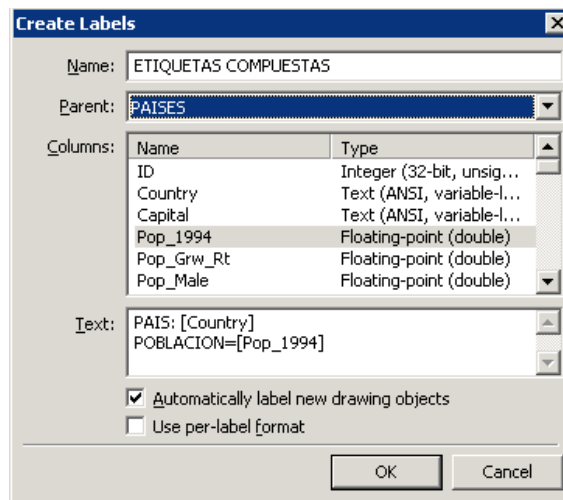 Create Labels
Name: ETIQUETAS COMPUESTAS
Parent: PAISES
Columns: Name Type
ID Integer (32-bit, unsig...
Country Text (ANSI, variable-l...
Capital Text (ANSI, variable-l...
Pop_1994 Floating-point (double)
Pop_Grw_Rt Floating-point (double)
Pop_Male Floating-point (double)
Text: PAIS: [Country]
POBLACION=[Pop_1994]
Automatically label new drawing objects
Use per-label format
OK Cancel